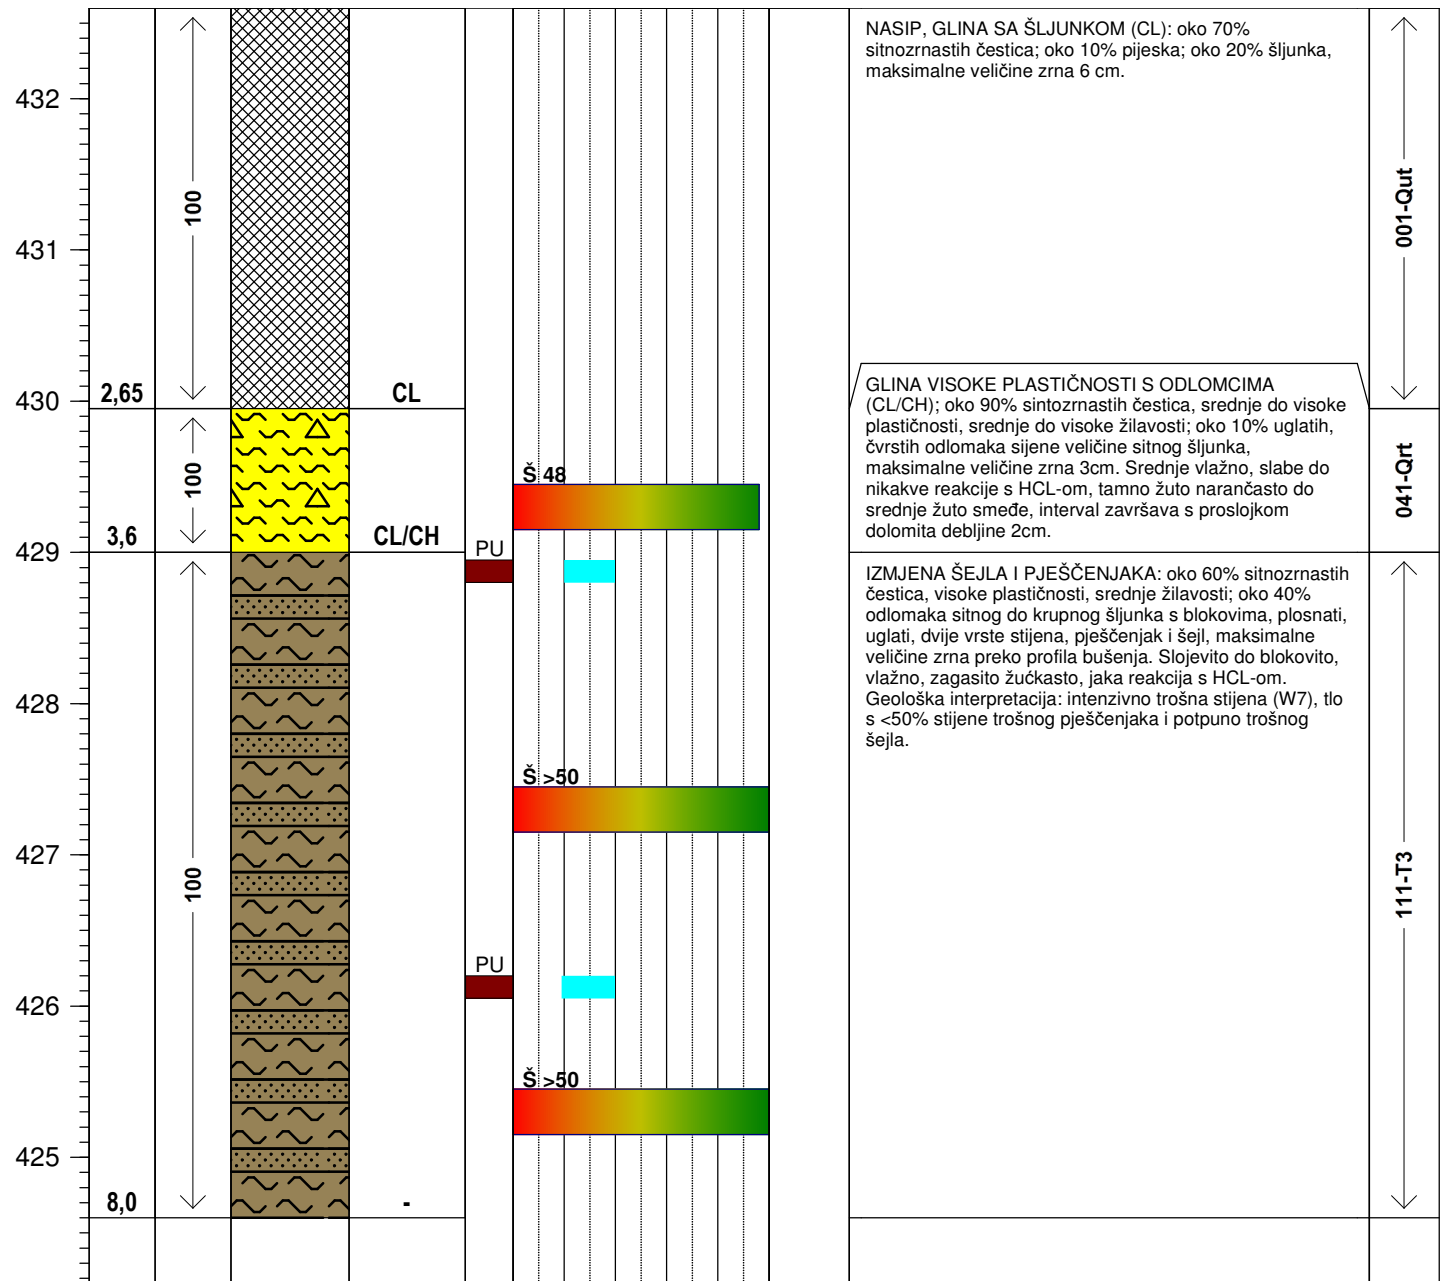 NASIP, GLINA SA ŠLJUNKOM (CL): oko 70%
sitnozrnastih čestica; oko 10% pijeska; oko 20% šljunka,
maksimalne veličine zrna 6 cm.
432
100
001-Qut
431
2,65
CL
430
GLINA VISOKE PLASTIČNOSTI S ODLOMCIMA
(CL/CH); oko 90% sintozrnastih čestica, srednje do visoke
plastičnosti, srednje do visoke žilavosti; oko 10% uglatih,
čvrstih odlomaka sijene veličine sitnog šljunka,
maksimalne veličine zrna 3cm. Srednje vlažno, slabe do
nikakve reakcije s HCL-om, tamno žuto narančasto do
srednje žuto smeđe, interval završava s proslojkom
dolomita debljine 2cm.
100
Š 48
041-Qrt
3,6
CL/CH
429
PU
IZMJENA ŠEJLA I PJEŠČENJAKA: oko 60% sitnozrnastih
čestica, visoke plastičnosti, srednje žilavosti; oko 40%
odlomaka sitnog do krupnog šljunka s blokovima, plosnati,
uglati, dvije vrste stijena, pješčenjak i šejl, maksimalne
veličine zrna preko profila bušenja. Slojevito do blokovito,
vlažno, zagasito žućkasto, jaka reakcija s HCL-om.
Geološka interpretacija: intenzivno trošna stijena (W7), tlo
s <50% stijene trošnog pješčenjaka i potpuno trošnog
šejla.
428
Š >50
427
100
111-T3
PU
426
Š >50
425
8,0
-